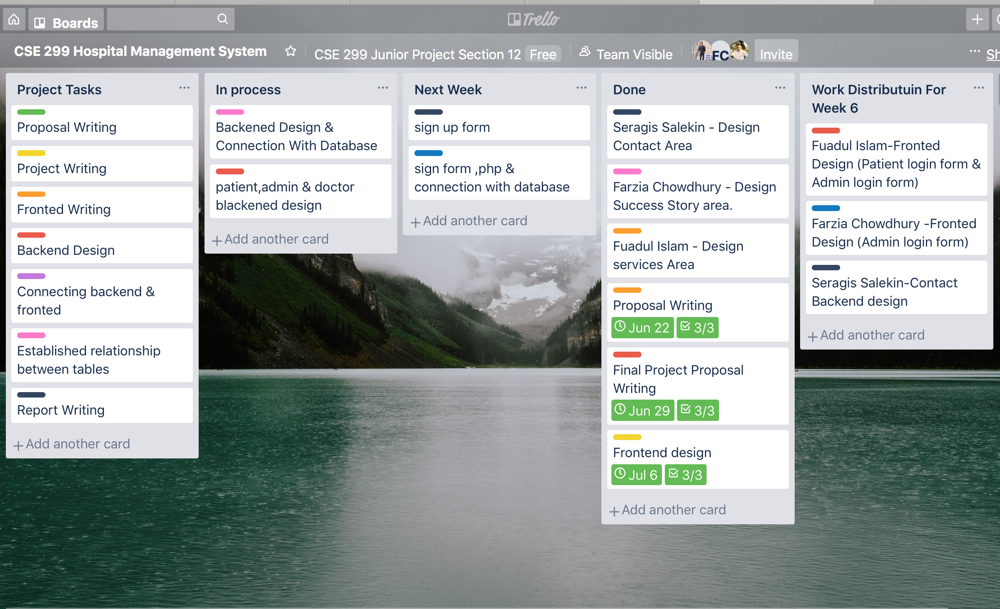 Boards
Trello
CSE 299 Hospital Management System
CSE 299 Junior Project Section 12
Free
Team Visible
FC
Invite
Project Tasks
Proposal Writing
Project Writing
Fronted Writing
Backend Design
Connecting backend &
fronted
Established relationship
between tables
Report Writing
Add another card
In process
Backened Design &
Connection With Database
patient,admin & doctor
blackened design
Add another card
Next Week
sign up form
sign form ,php &
connection with database
Add another card
Done
Seragis Salekin - Design
Contact Area
Farzia Chowdhury - Design
Success Story area.
Fuadul Islam - Design
services Area
Proposal Writing
Jun 22 3/3
Final Project Proposal
Writing
Jun 29 3/3
Frontend design
Jul 6 3/3
Add another card
Work Distributuin For
Week 6
Fuadul Islam-Fronted
Design (Patient login form &
Admin login form)
Farzia Chowdhury -Fronted
Design (Admin login form)
Seragis Salekin-Contact
Backend design
Add another card